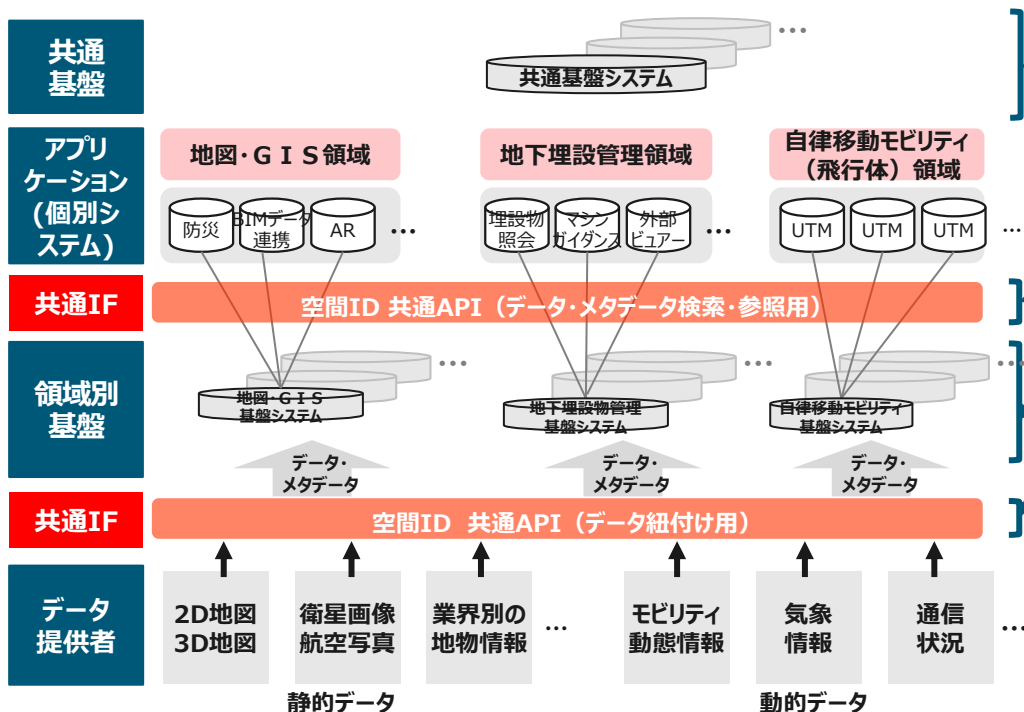 共通
基盤
…
共通基盤システム
アプリ
ケーション
(個別シ
ステム)
地図・GIS領域
地下埋設管理領域
自律移動モビリティ
（飛行体）領域
防災
BIMデータ
連携
AR
…
埋設物
照会
マシン
ガイダンス
外部
ビュアー
…
UTM
UTM
UTM
…
共通IF
空間ID 共通API（データ・メタデータ検索・参照用）
領域別
基盤
…
地図・GIS
基盤システム
…
地下埋設物管理
基盤システム
…
自律移動モビリティ
基盤システム
データ・
メタデータ
データ・
メタデータ
データ・
メタデータ
共通IF
空間ID 共通API（データ紐付け用）
データ
提供者
2D地図
3D地図
衛星画像
航空写真
業界別の
地物情報
…
モビリティ
動態情報
気象
情報
通信
状況
…
静的データ
動的データ